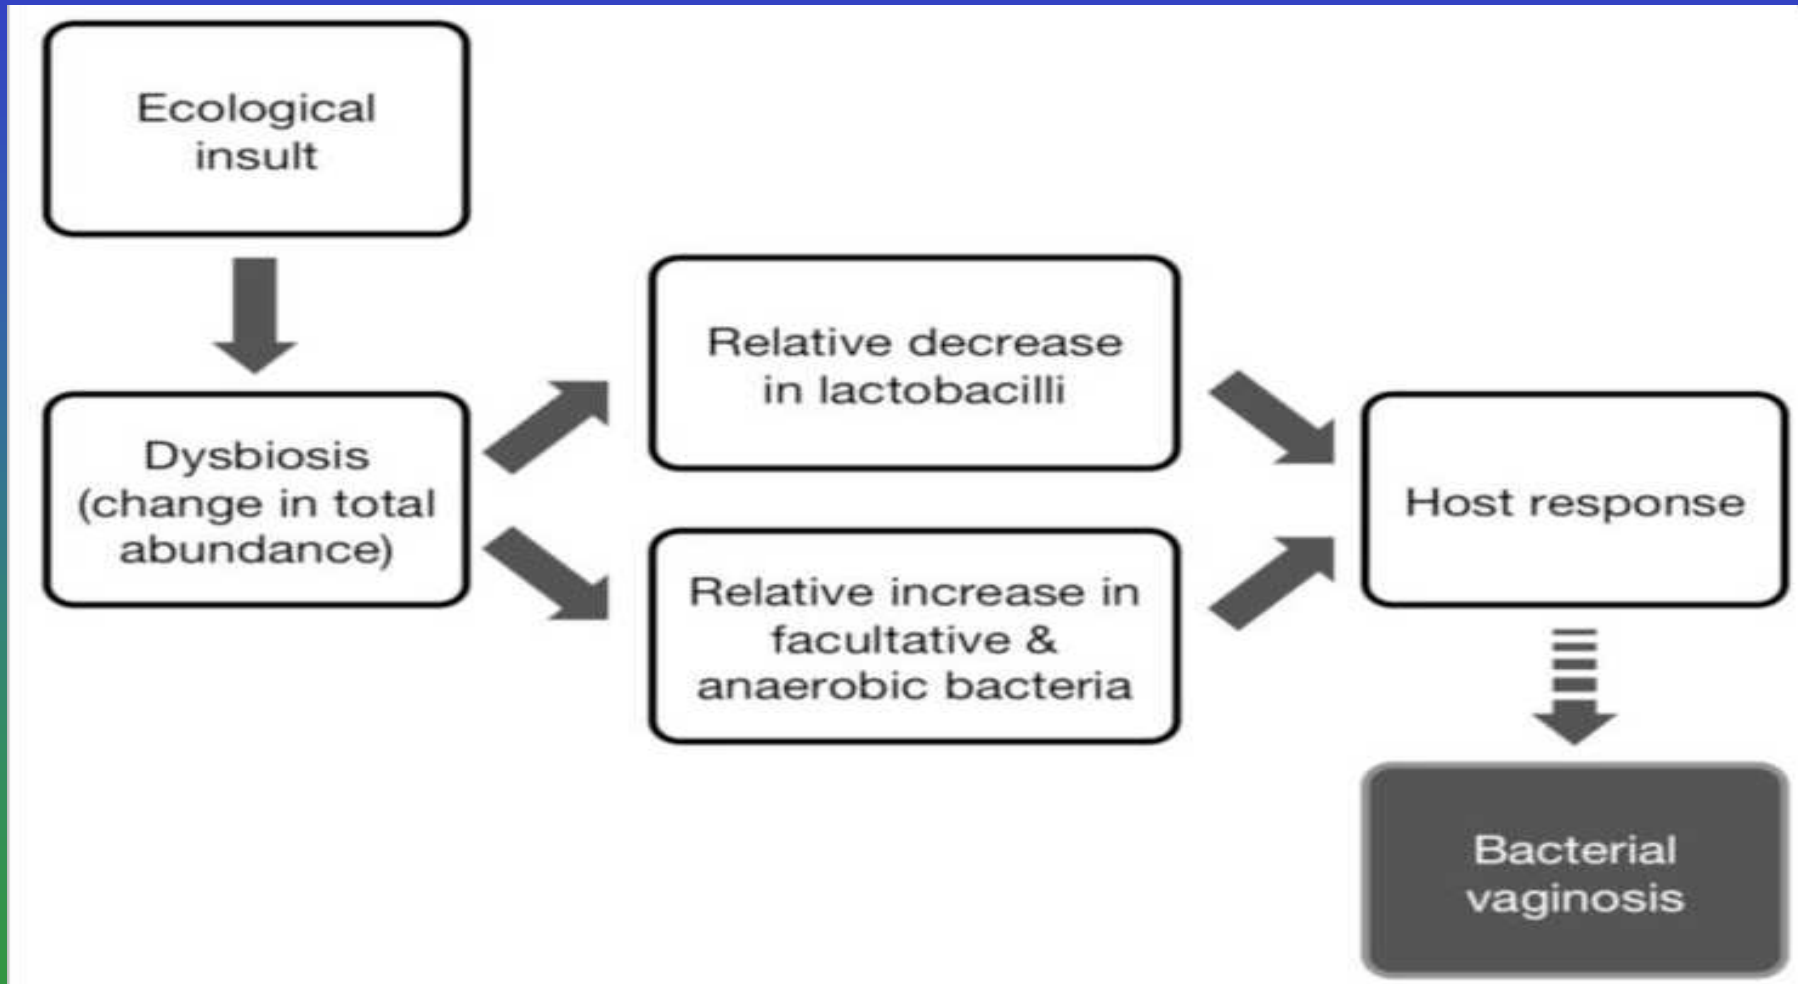 Ecological
insult
Dysbiosis
(change in total
abundance)
Relative decrease
in lactobacilli
Relative increase in
facultative &
anaerobic bacteria
Host response
Bacterial
vaginosis